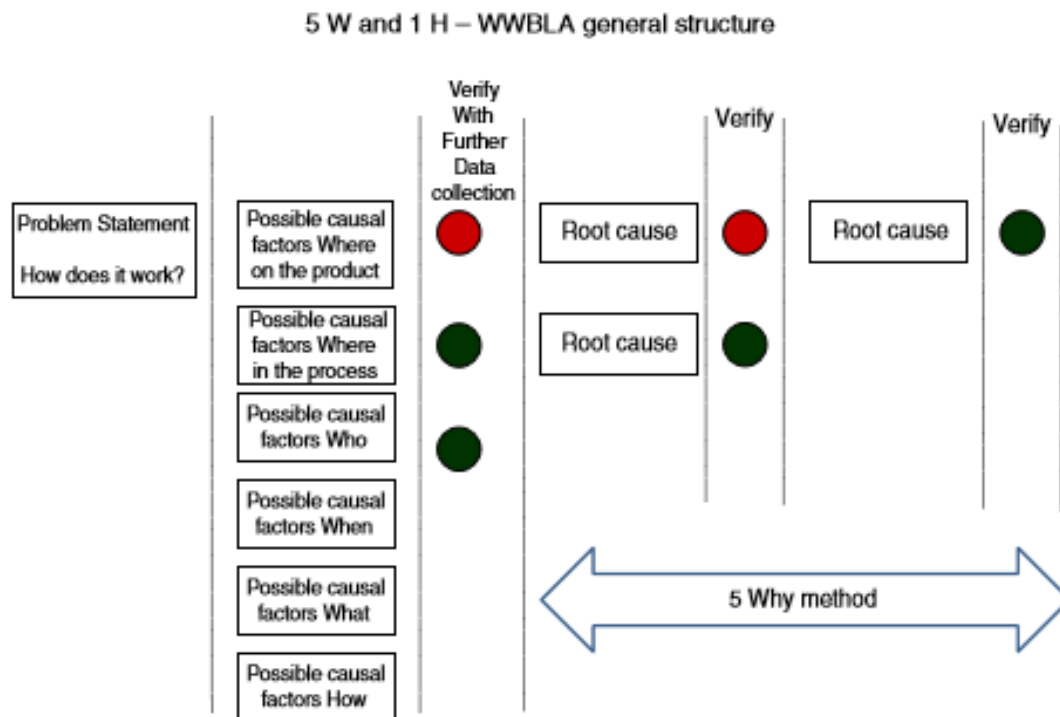 5 W and 1 H – WWBLA general structure
Verify
With
Further
Data
collection
Verify
Verify
Problem Statement
How does it work?
Possible causal
factors Where
on the product
Root cause
Root cause
Possible causal
factors Where
in the process
Root cause
Possible causal
factors Who
Possible causal
factors When
Possible causal
factors What
5 Why method
Possible causal
factors How